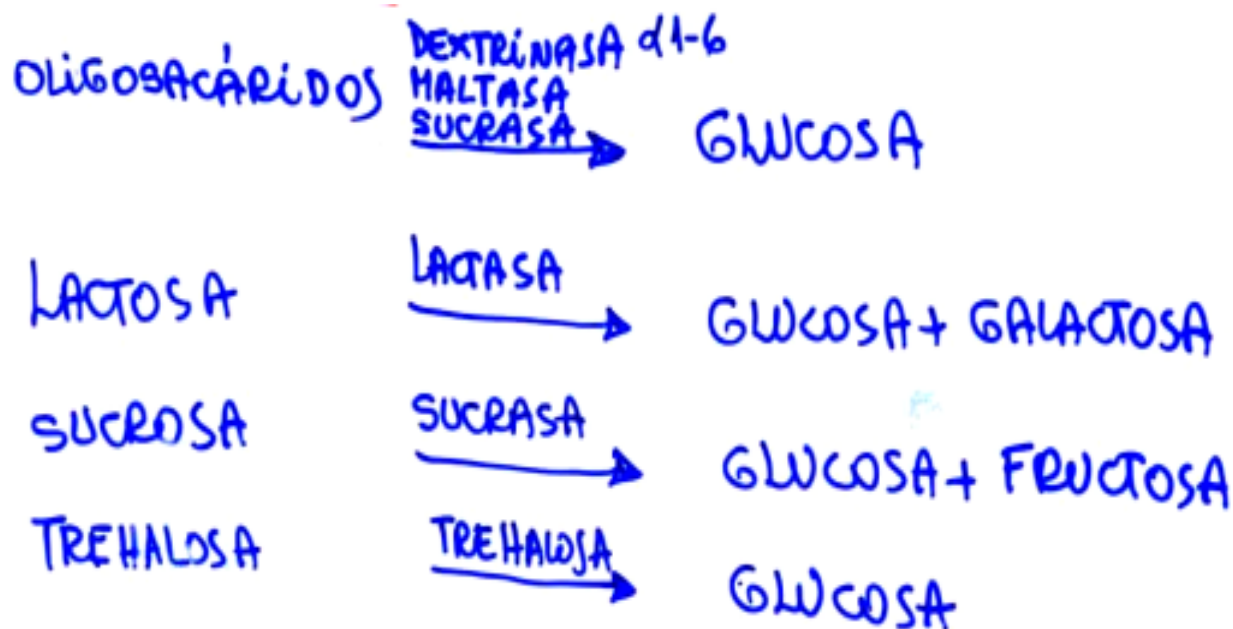 OLIGOSACÁRIDOS DEXTRINASA α1-6
MALTASA
SUCRASA GLUCOSA
LACTOSA LACTASA GLUCOSA + GALACTOSA
SUCROSA SUCRASA GLUCOSA + FRUCTOSA
TREHALOSA TREHALOSA GLUCOSA